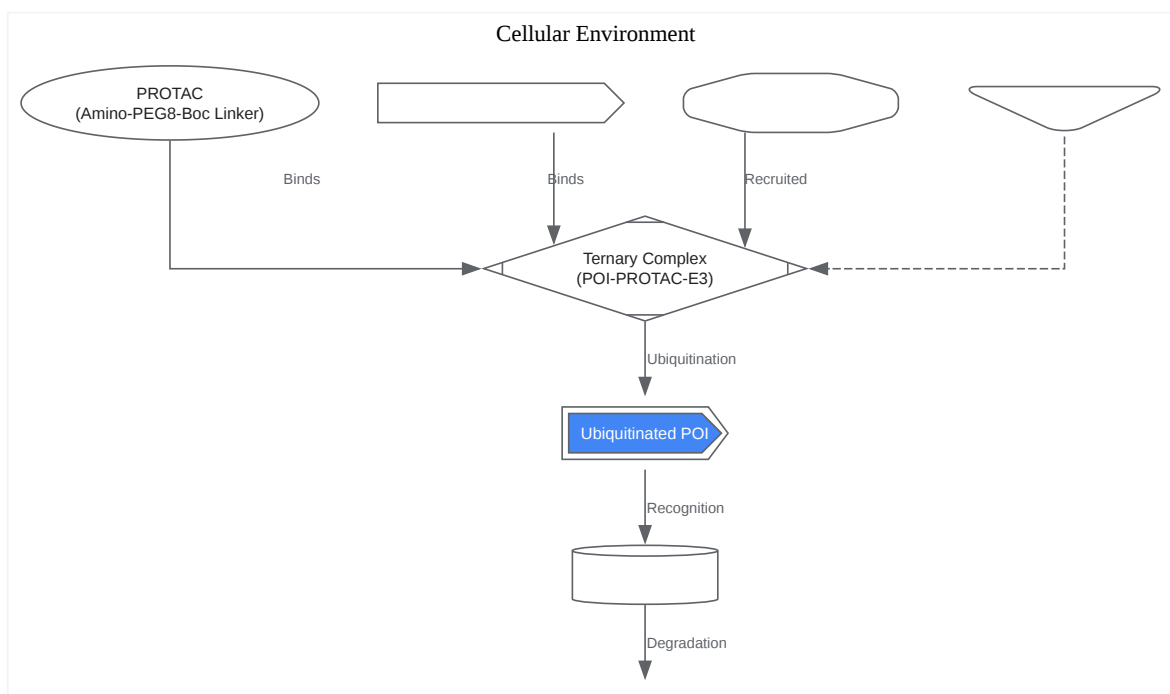 Cellular Environment
PROTAC
(Amino-PEG8-Boc Linker)
Binds
Binds
Recruited
Ternary Complex
(POI-PROTAC-E3)
Ubiquitination
Ubiquitinated POI
Recognition
Degradation